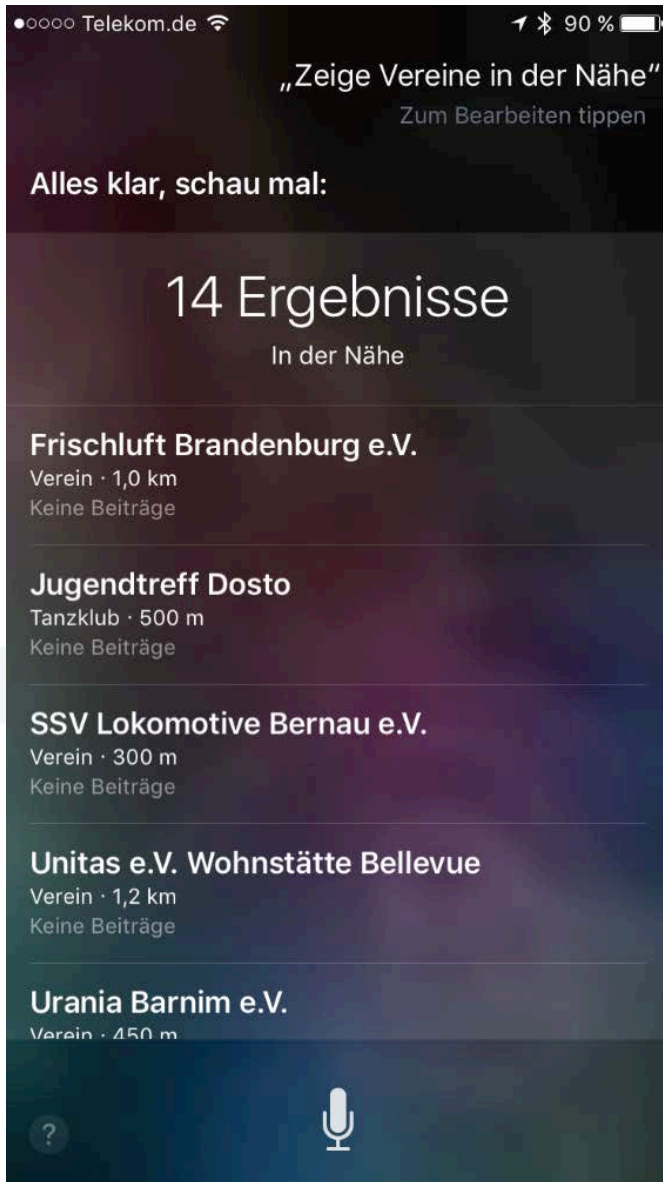 Telekom.de 90 %
„Zeige Vereine in der Nähe“
Zum Bearbeiten tippen
Alles klar, schau mal:
14 Ergebnisse
In der Nähe
Frischluft Brandenburg e.V.
Verein · 1,0 km
Keine Beiträge
Jugendtreff Dosto
Tanzklub · 500 m
Keine Beiträge
SSV Lokomotive Bernau e.V.
Verein · 300 m
Keine Beiträge
Unitas e.V. Wohnstätte Bellevue
Verein · 1,2 km
Keine Beiträge
Urania Barnim e.V.
Verein · 450 m
?